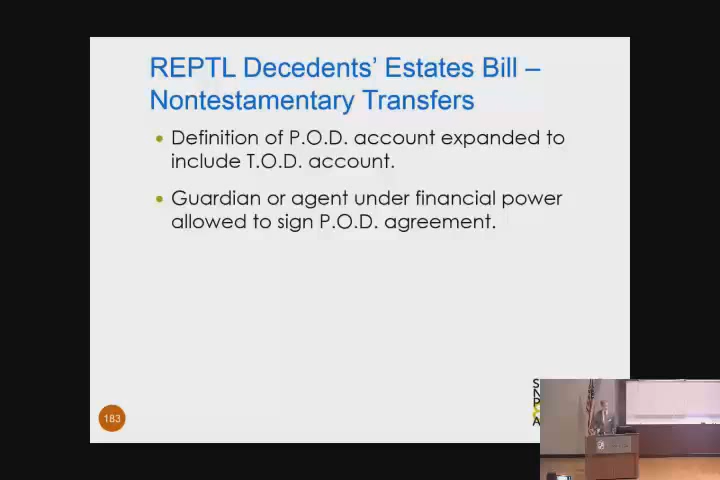 REPTL Decedents' Estates Bill –
Nontestamentary Transfers
• Definition of P.O.D. account expanded to
include T.O.D. account.
• Guardian or agent under financial power
allowed to sign P.O.D. agreement.
183